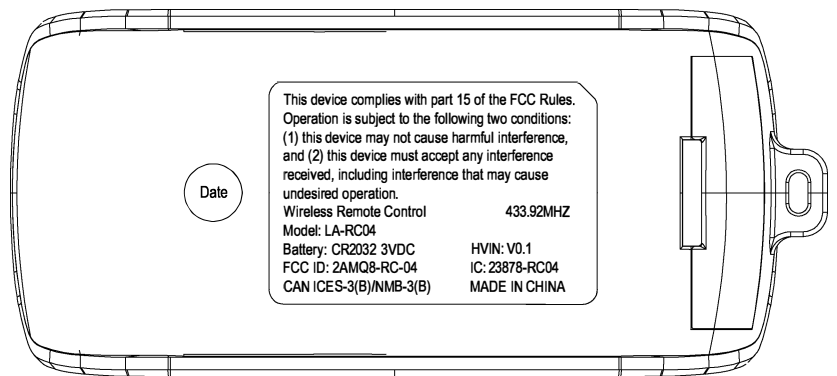 Date
This device complies with part 15 of the FCC Rules.
Operation is subject to the following two conditions:
(1) this device may not cause harmful interference,
and (2) this device must accept any interference
received, including interference that may cause
undesired operation.
Wireless Remote Control 433.92MHZ
Model: LA-RC04
Battery: CR2032 3VDC HVIN: V0.1
FCC ID: 2AMQ8-RC-04 IC: 23878-RC04
CAN ICES-3(B)/NMB-3(B) MADE IN CHINA